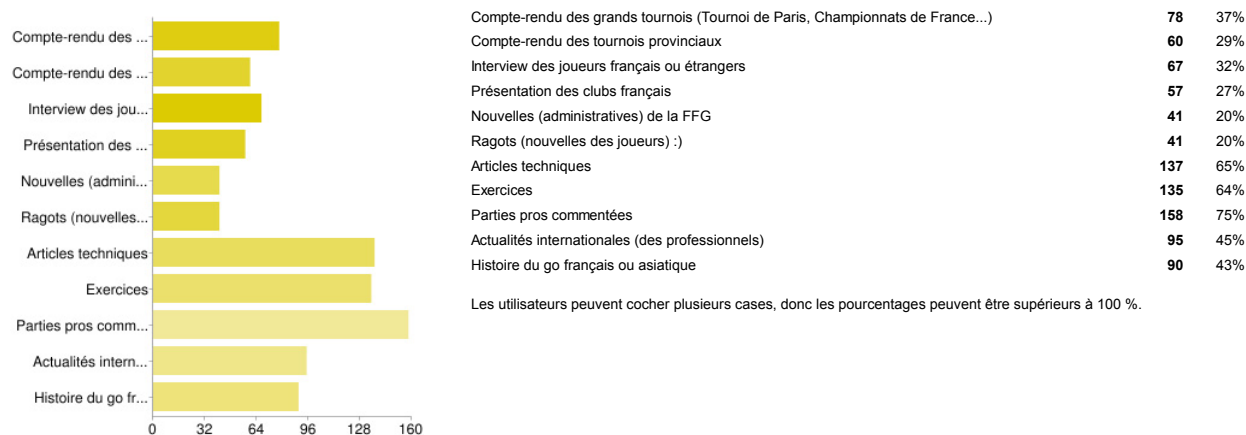 Compte-rendu des ...
Compte-rendu des ...
Interview des jou...
Présentation des ...
Nouvelles (admini...
Ragots (nouvelles...
Articles techniques
Exercices
Parties pros comm...
Actualités intern...
Histoire du go fr...
0 32 64 96 128 160
Compte-rendu des grands tournois (Tournoi de Paris, Championnats de France...) 78 37%
Compte-rendu des tournois provinciaux 60 29%
Interview des joueurs français ou étrangers 67 32%
Présentation des clubs français 57 27%
Nouvelles (administratives) de la FFG 41 20%
Ragots (nouvelles des joueurs) :) 41 20%
Articles techniques 137 65%
Exercices 135 64%
Parties pros commentées 158 75%
Actualités internationales (des professionnels) 95 45%
Histoire du go français ou asiatique 90 43%
Les utilisateurs peuvent cocher plusieurs cases, donc les pourcentages peuvent être supérieurs à 100 %.